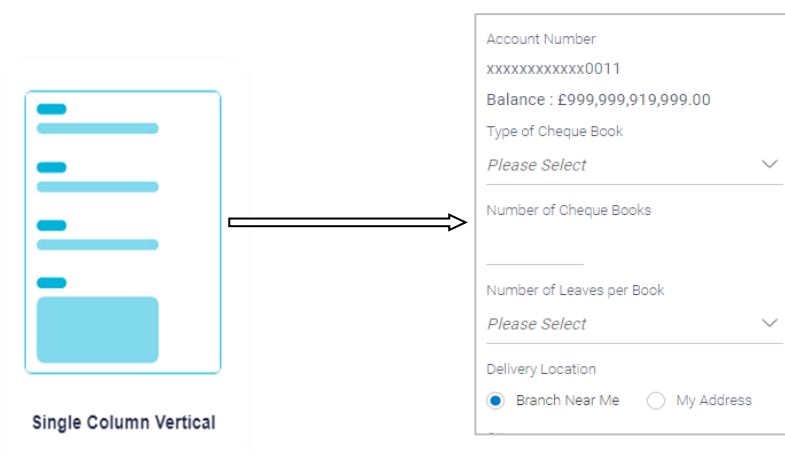 Single Column Vertical
Account Number
xxxxxxxxxxxx0011
Balance : £999,999,919,999.00
Type of Cheque Book
Please Select
Number of Cheque Books
Number of Leaves per Book
Please Select
Delivery Location
Branch Near Me My Address